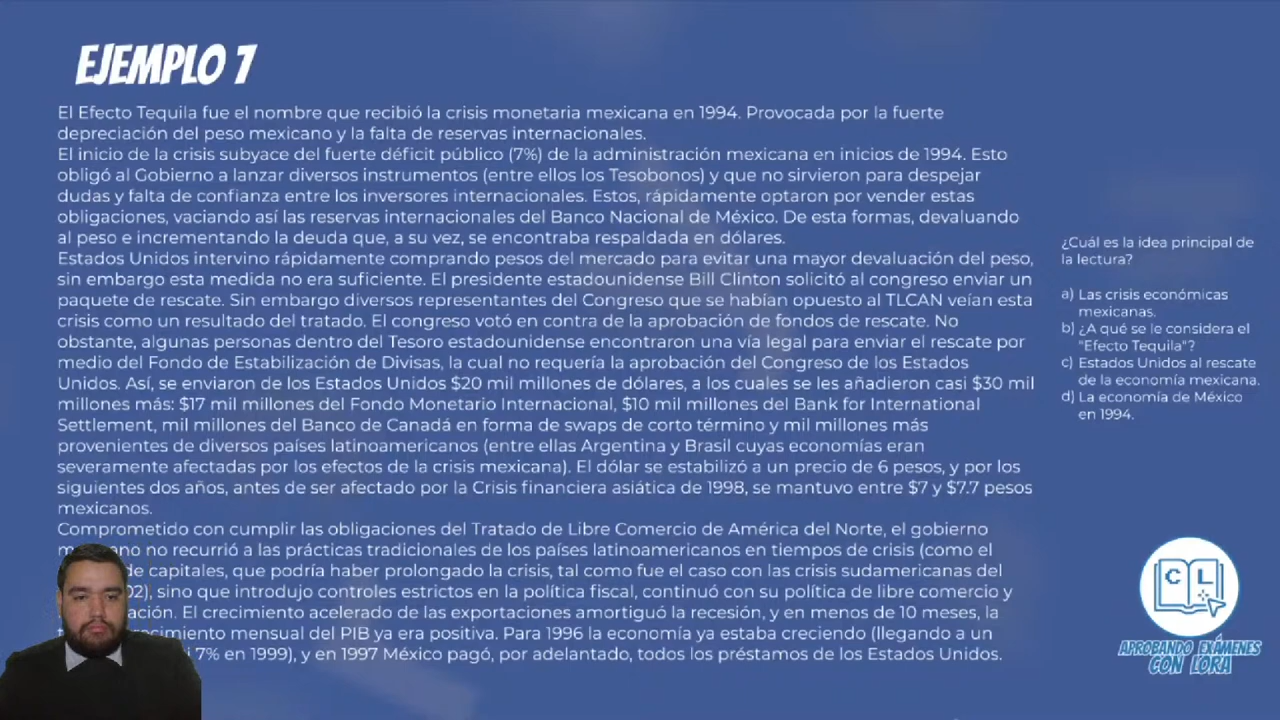 EJEMPLO 7
El Efecto Tequila fue el nombre que recibió la crisis monetaria mexicana en 1994. Provocada por la fuerte
depreciación del peso mexicano y la falta de reservas internacionales.
El inicio de la crisis subyace del fuerte déficit público (7%) de la administración mexicana en inicios de 1994. Esto
obligó al Gobierno a lanzar diversos instrumentos (entre ellos los Tesobonos) y que no sirvieron para despejar
dudas y falta de confianza entre los inversores internacionales. Estos, rápidamente optaron por vender estas
obligaciones, vaciando así las reservas internacionales del Banco Nacional de México. De esta formas, devaluando
al peso e incrementando la deuda que, a su vez, se encontraba respaldada en dólares.
Estados Unidos intervino rápidamente comprando pesos del mercado para evitar una mayor devaluación del peso,
sin embargo esta medida no era suficiente. El presidente estadounidense Bill Clinton solicitó al congreso enviar un
paquete de rescate. Sin embargo diversos representantes del Congreso que se habían opuesto al TLCAN veían esta
crisis como un resultado del tratado. El congreso votó en contra de la aprobación de fondos de rescate. No
obstante, algunas personas dentro del Tesoro estadounidense encontraron una vía legal para enviar el rescate por
medio del Fondo de Estabilización de Divisas, la cual no requería la aprobación del Congreso de los Estados
Unidos. Así, se enviaron de los Estados Unidos $20 mil millones de dólares, a los cuales se les añadieron casi $30 mil
millones más: $17 mil millones del Fondo Monetario Internacional, $10 mil millones del Bank for International
Settlement, mil millones del Banco de Canadá en forma de swaps de corto término y mil millones más
provenientes de diversos países latinoamericanos (entre ellas Argentina y Brasil cuyas economías eran
severamente afectadas por los efectos de la crisis mexicana). El dólar se estabilizó a un precio de 6 pesos, y por los
siguientes dos años, antes de ser afectado por la Crisis financiera asiática de 1998, se mantuvo entre $7 y $7.7 pesos
mexicanos.
Comprometido con cumplir las obligaciones del Tratado de Libre Comercio de América del Norte, el gobierno
no recurrió a las prácticas tradicionales de los países latinoamericanos en tiempos de crisis (como el
de capitales, que podría haber prolongado la crisis, tal como fue el caso con las crisis sudamericanas del
sino que introdujo controles estrictos en la política fiscal, continuó con su política de libre comercio y
El crecimiento acelerado de las exportaciones amortiguó la recesión, y en menos de 10 meses, la
mensual del PIB ya era positiva. Para 1996 la economía ya estaba creciendo (llegando a un
7% en 1999), y en 1997 México pagó, por adelantado, todos los préstamos de los Estados Unidos.
¿Cuál es la idea principal de
la lectura?
a) Las crisis económicas
mexicanas.
b) ¿A qué se le considera el
"Efecto Tequila"?
c) Estados Unidos al rescate
de la economía mexicana.
d) La economía de México
en 1994.
C L
APROBANDO EXÁMENES
CON LORA